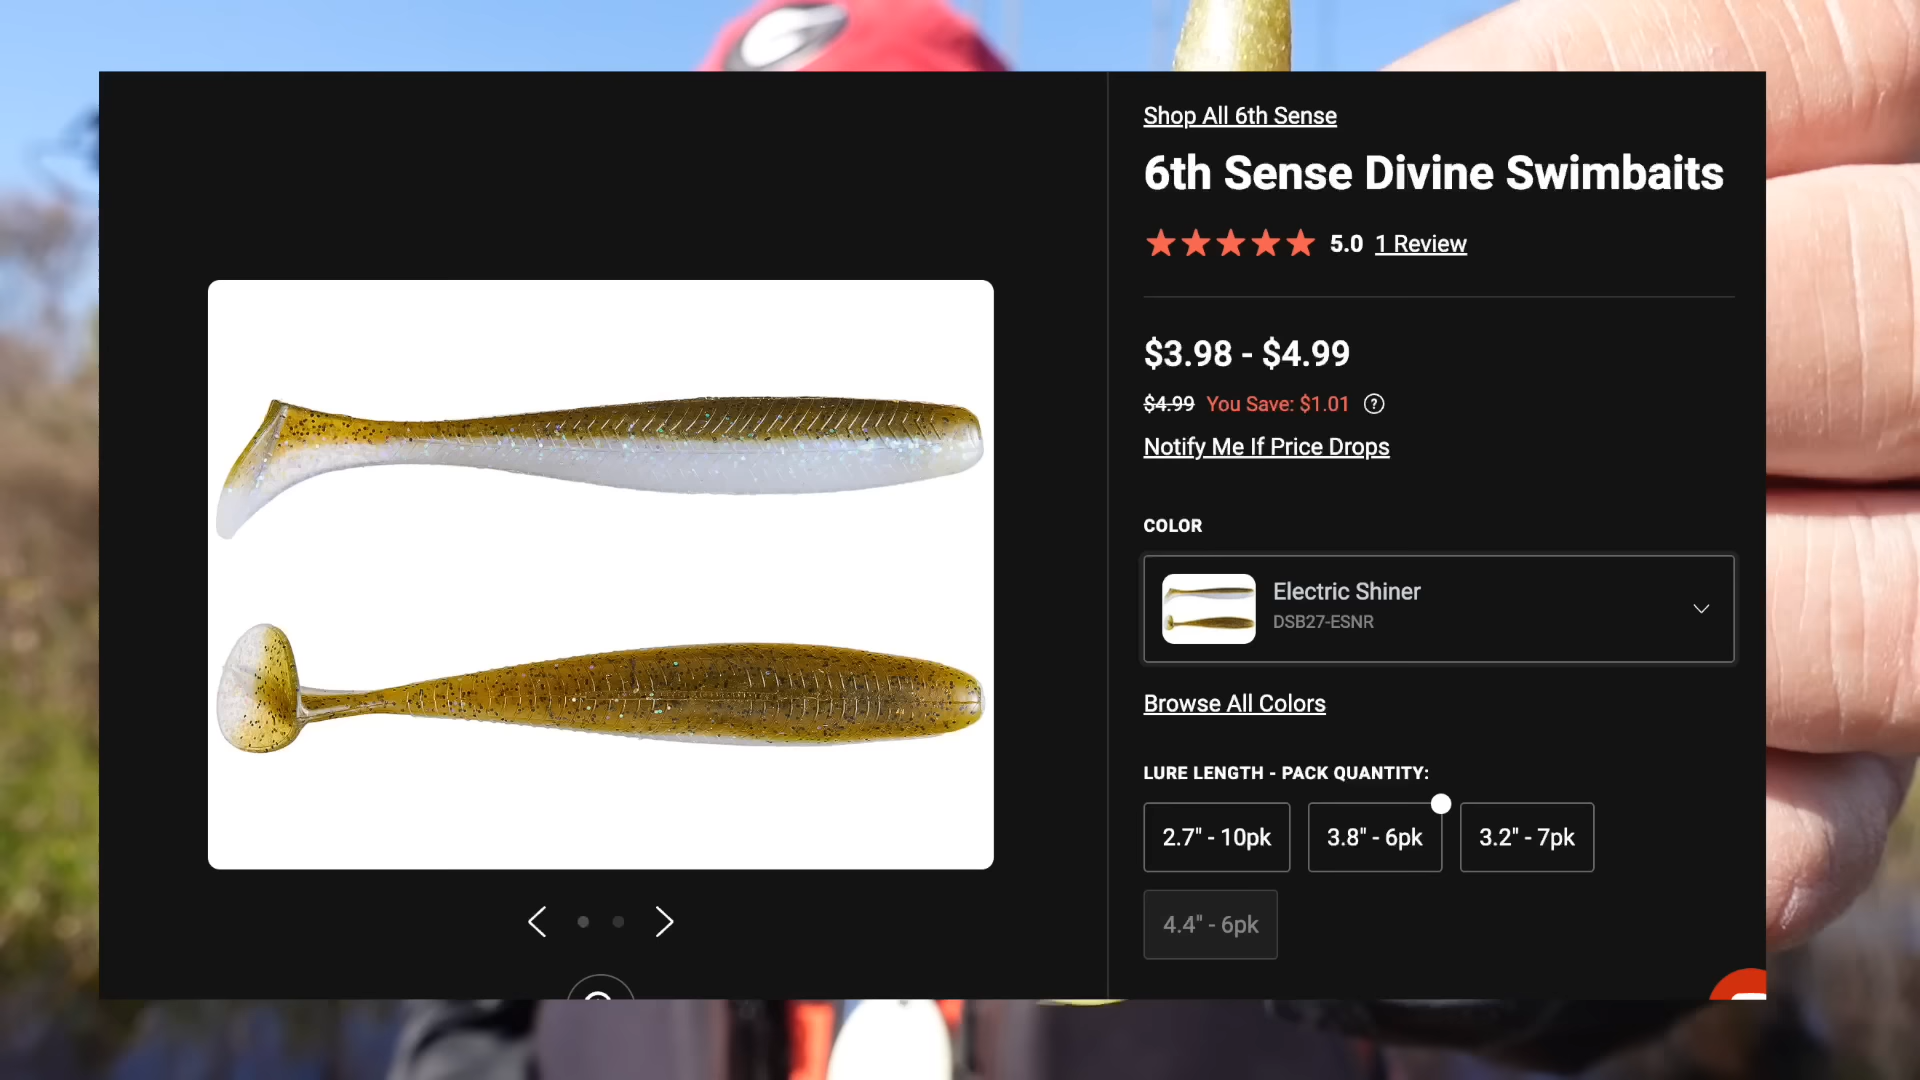 Shop All 6th Sense
6th Sense Divine Swimbaits
5.0 1 Review
$3.98 - $4.99
$4.99 You Save: $1.01 ?
Notify Me If Price Drops
COLOR
Electric Shiner
DSB27-ESNR
Browse All Colors
LURE LENGTH - PACK QUANTITY:
2.7" - 10pk 3.8" - 6pk 3.2" - 7pk
4.4" - 6pk